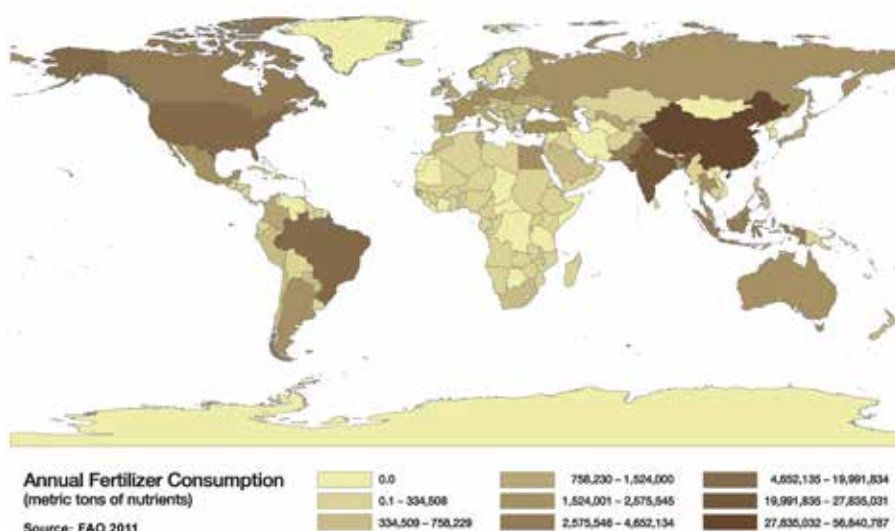 Annual Fertilizer Consumption
(metric tons of nutrients)
Source: FAO 2011
0.0
0.1 – 334,508
334,509 – 758,229
758,230 – 1,524,000
1,524,001 – 2,575,545
2,575,546 – 4,652,134
4,652,135 – 19,991,834
19,991,835 – 27,835,031
27,835,032 – 56,840,797